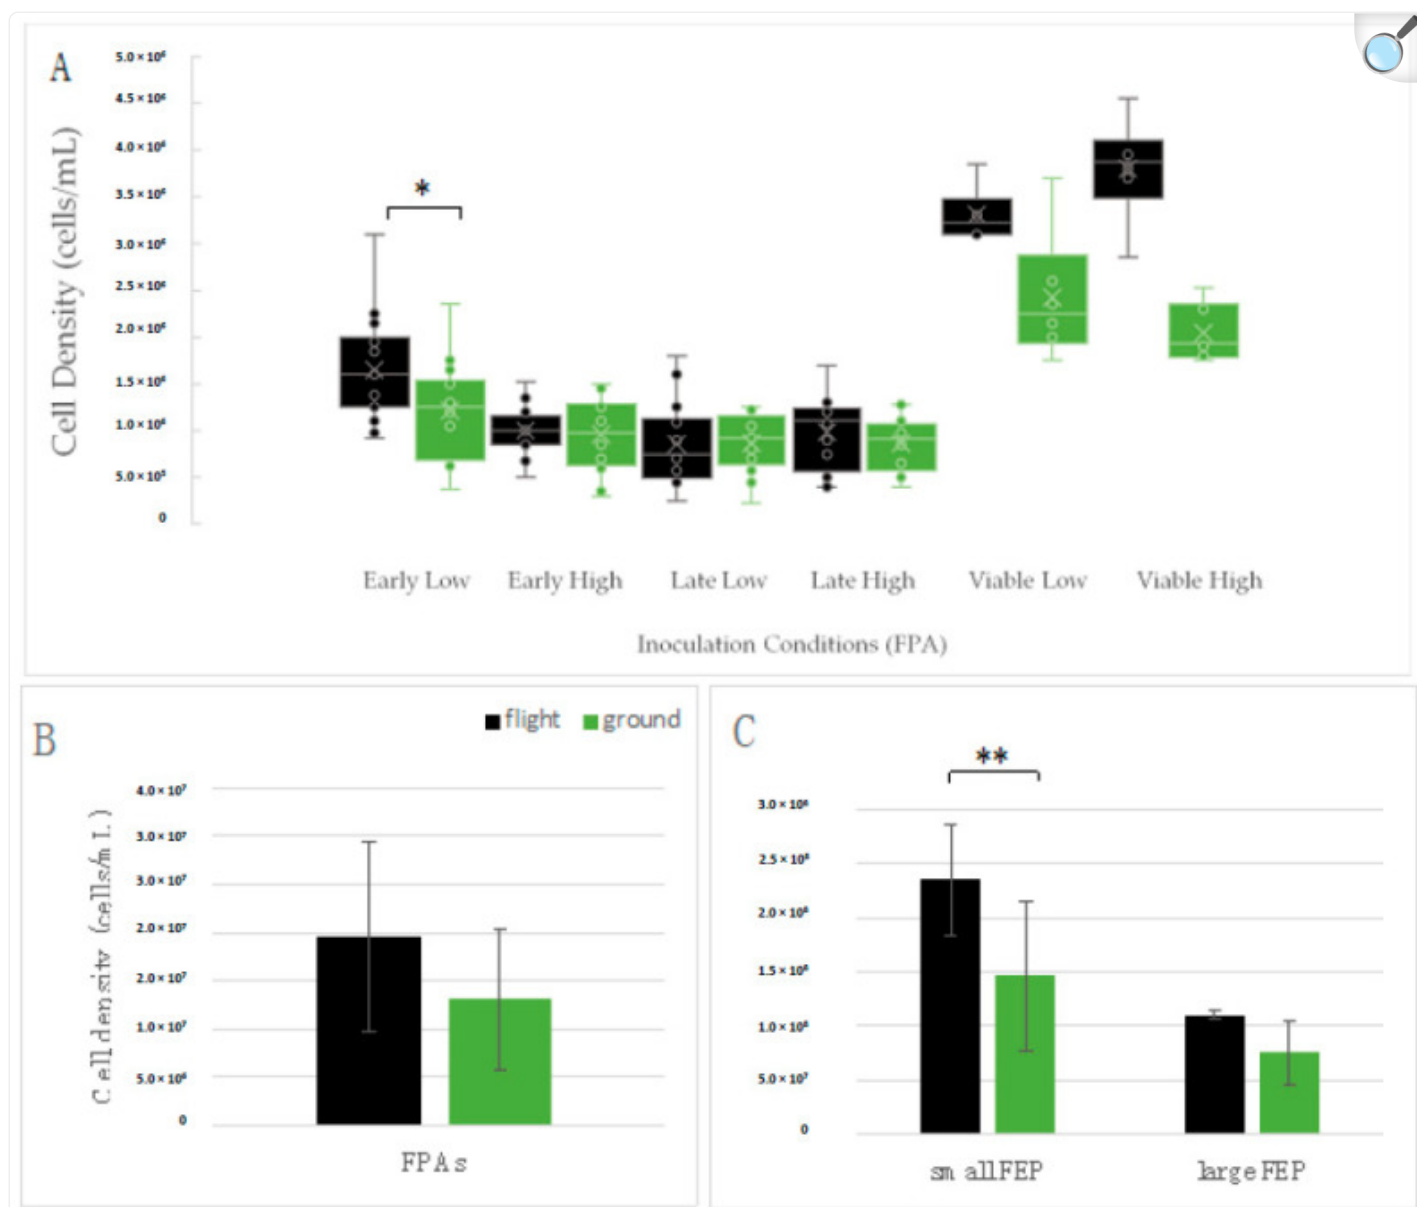 A
Cell Density (cells/mL)
5.0 × 10⁶
4.5 × 10⁶
4.0 × 10⁶
3.5 × 10⁶
3.0 × 10⁶
2.5 × 10⁶
2.0 × 10⁶
1.5 × 10⁶
1.0 × 10⁶
5.0 × 10⁵
0
*
Early Low Early High Late Low Late High Viable Low Viable High
Inoculation Conditions (FPA)
B
flight ground
Cell density (cells/mL)
4.0 × 10⁷
3.0 × 10⁷
3.0 × 10⁷
2.0 × 10⁷
2.0 × 10⁷
1.0 × 10⁷
5.0 × 10⁶
0
FPAs
C
**
3.0 × 10⁸
2.5 × 10⁸
2.0 × 10⁸
1.5 × 10⁸
1.0 × 10⁸
5.0 × 10⁷
0
small FEP large FEP